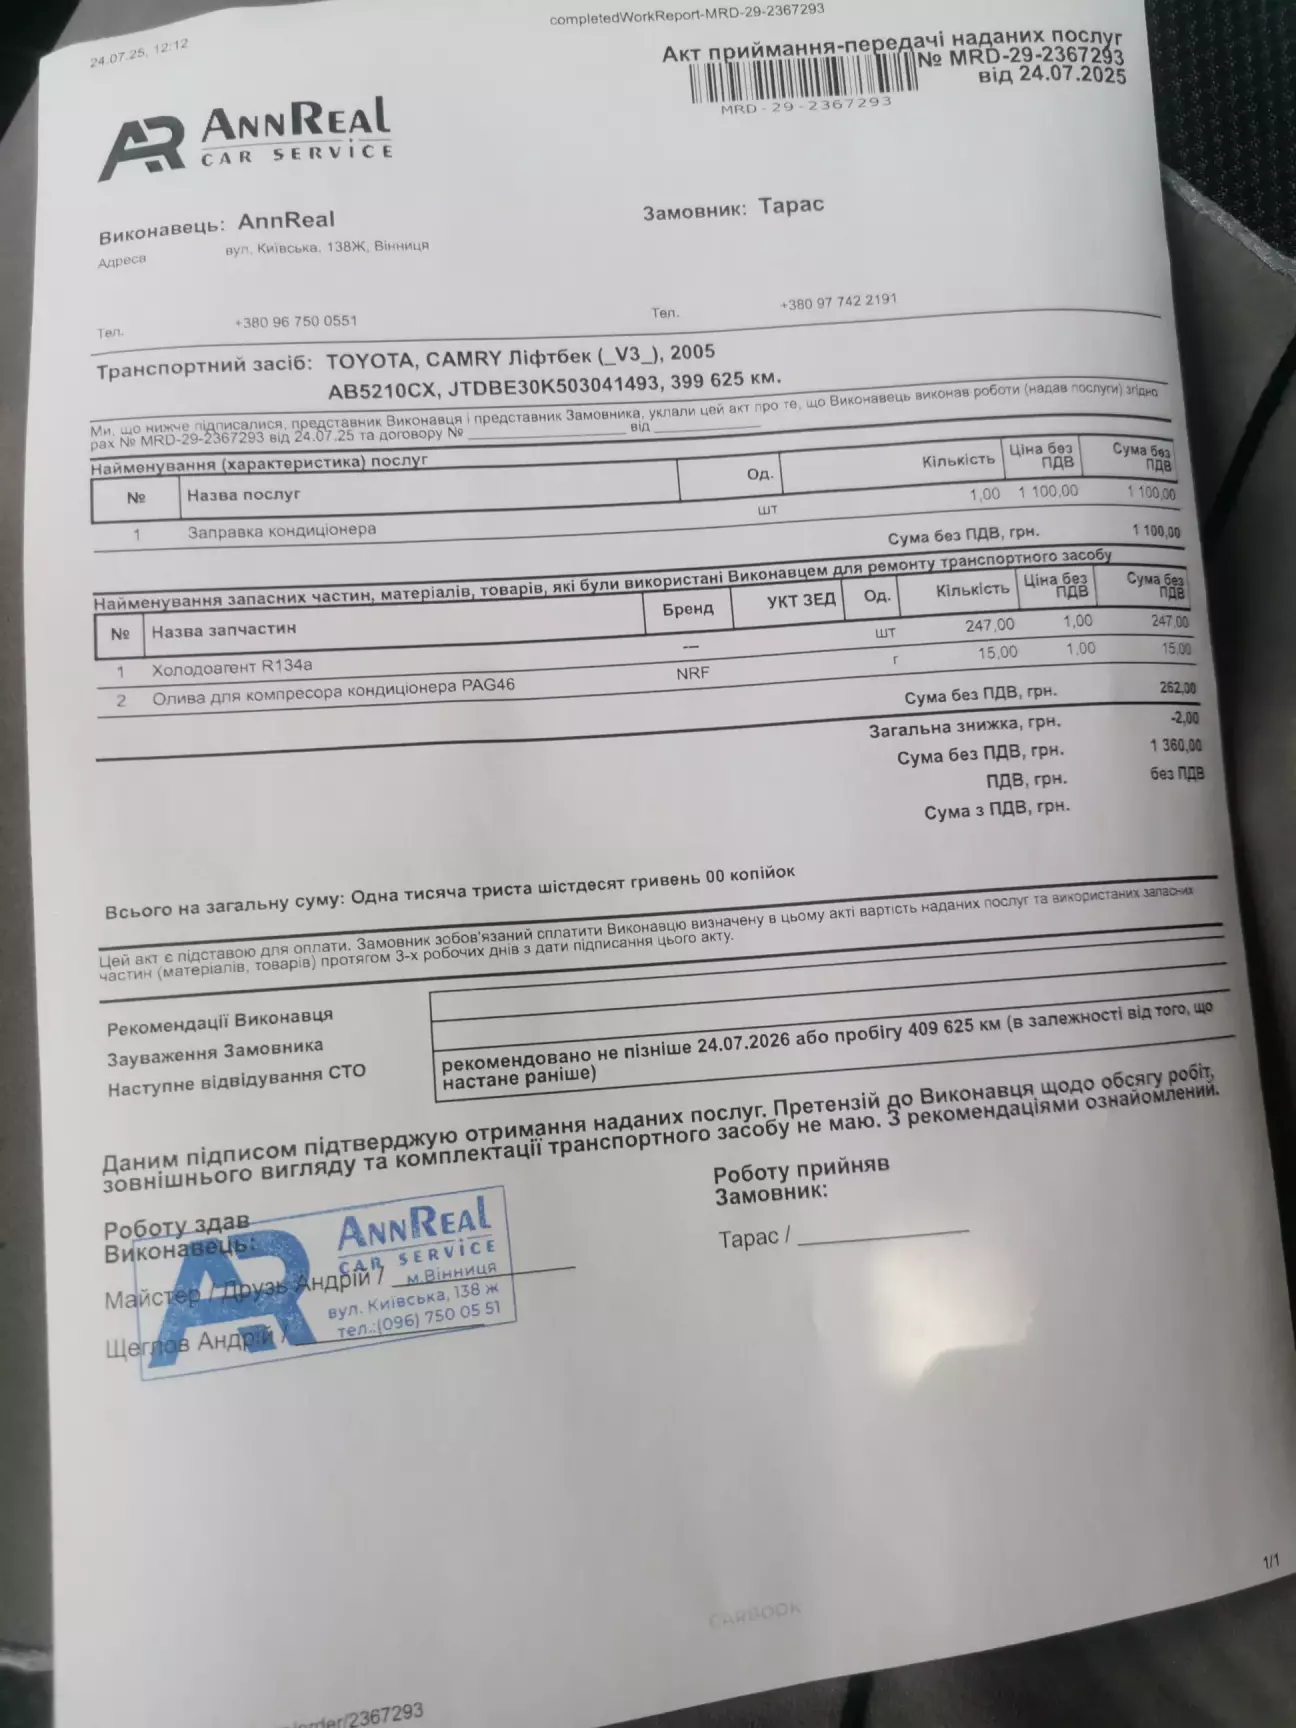 completedWorkReport-MRD-29-2367293
24.07.25, 12:12
Акт приймання-передачі наданих послуг
№ MRD-29-2367293
від 24.07.2025
MRD-29-2367293
AR ANNREAL
CAR SERVICE
Виконавець: AnnReal
Замовник: Тарас
Адреса вул. Київська, 138Ж, Вінниця
Тел. +380 96 750 0551
Тел. +380 97 742 2191
Транспортний засіб: TOYOTA, CAMRY Ліфтбек (_V3_), 2005
AB5210CX, JTDBE30K503041493, 399 625 км.
Ми, що нижче підписалися, представник Виконавця і представник Замовника, уклали цей акт про те, що Виконавець виконав роботи (надав послуги) згідно
рах № MRD-29-2367293 від 24.07.25 та договору № ____________ від ____________
Найменування (характеристика) послуг
№ Назва послуг Од. Кількість Ціна без ПДВ Сума без ПДВ
1 Заправка кондиціонера шт 1,00 1 100,00 1 100,00
Сума без ПДВ, грн. 1 100,00
Найменування запасних частин, матеріалів, товарів, які були використані Виконавцем для ремонту транспортного засобу
№ Назва запчастин Бренд УКТ ЗЕД Од. Кількість Ціна без ПДВ Сума без ПДВ
1 Холодоагент R134a --- шт 247,00 1,00 247,00
2 Олива для компресора кондиціонера PAG46 NRF г 15,00 1,00 15,00
Сума без ПДВ, грн. 262,00
Загальна знижка, грн. -2,00
Сума без ПДВ, грн. 1 360,00
ПДВ, грн. без ПДВ
Сума з ПДВ, грн.
Всього на загальну суму: Одна тисяча триста шістдесят гривень 00 копійок
Цей акт є підставою для оплати. Замовник зобов'язаний сплатити Виконавцю визначену в цьому акті вартість наданих послуг та використаних запасних
частин (матеріалів, товарів) протягом 3-х робочих днів з дати підписання цього акту.
Рекомендації Виконавця
Зауваження Замовника
Наступне відвідування СТО
рекомендовано не пізніше 24.07.2026 або пробігу 409 625 км (в залежності від того, що
настане раніше)
Даним підписом підтверджую отримання наданих послуг. Претензій до Виконавця щодо обсягу робіт,
зовнішнього вигляду та комплектації транспортного засобу не маю. З рекомендаціями ознайомлений.
Роботу здав
Виконавець:
Роботу прийняв
Замовник:
Майстер / Друзь Андрій / ____________
Тарас / ____________
Щеглов Андрій / ____________
AR ANNREAL
CAR SERVICE
м.Вінниця
вул. Київська, 138 ж
тел.:(096) 750 05 51
1/1
CARBOOK
order/2367293